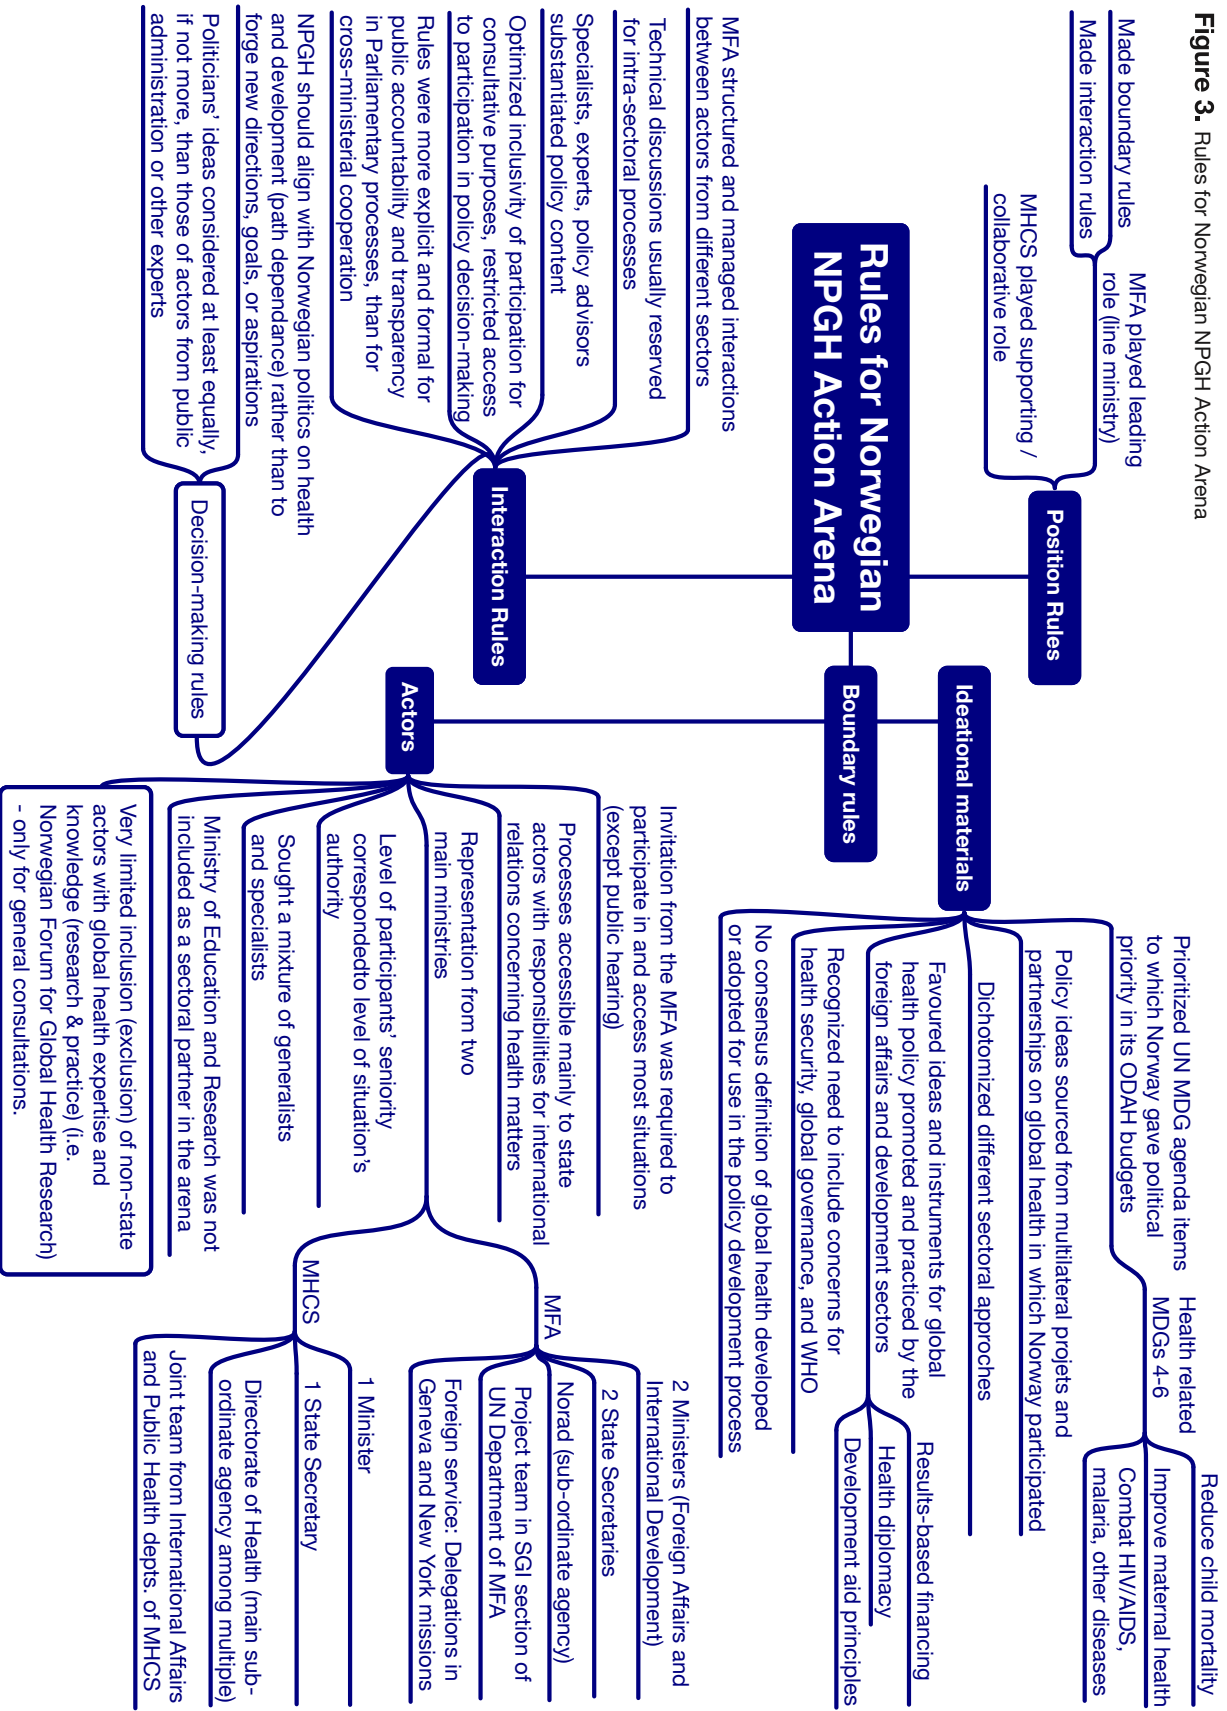 Figure 3. Rules for Norwegian NPGH Action Arena
Made boundary rules
Made interaction rules
MFA played leading
role (line ministry)
MHCS played supporting /
collaborative role
Position Rules
Rules for Norwegian
NPGH Action Arena
MFA structured and managed interactions
between actors from different sectors
Technical discussions usually reserved
for intra-sectoral processes
Specialists, experts, policy advisors
substantiated policy content
Optimized inclusivity of participation for
consultative purposes, restricted access
to participation in policy decision-making
Rules were more explicit and formal for
public accountability and transparency
in Parliamentary processes, than for
cross-ministerial cooperation
Interaction Rules
NPGH should align with Norwegian politics on health
and development (path dependance) rather than to
forge new directions, goals, or aspirations
Politicians’ ideas considered at least equally,
if not more, than those of actors from public
administration or other experts
Decision-making rules
Boundary rules
Ideational materials
Prioritized UN MDG agenda items
to which Norway gave political
priority in its ODAH budgets
Health related
MDGs 4-6
Reduce child mortality
Improve maternal health
Combat HIV/AIDS,
malaria, other diseases
Policy ideas sourced from multilateral projets and
partnerships on global health in which Norway participated
Dichotomized different sectoral approches
Favoured ideas and instruments for global
health policy promoted and practiced by the
foreign affairs and development sectors
Results-based financing
Health diplomacy
Development aid principles
Recognized need to include concerns for
health security, global governance, and WHO
No consensus definition of global health developed
or adopted for use in the policy development process
Actors
Invitation from the MFA was required to
participate in and access most situations
(except public hearing)
Processes accessible mainly to state
actors with responsibilities for international
relations concerning health matters
Representation from two
main ministries
MFA
2 Ministers (Foreign Affairs and
International Development)
2 State Secretaries
Norad (sub-ordinate agency)
Project team in SGI section of
UN Department of MFA
Foreign service: Delegations in
Geneva and New York missions
MHCS
1 Minister
1 State Secretary
Directorate of Health (main sub-
ordinate agency among multiple)
Joint team from International Affairs
and Public Health depts. of MHCS
Level of participants’ seniority
correspondedto level of situation’s
authority
Sought a mixture of generalists
and specialists
Ministry of Education and Research was not
included as a sectoral partner in the arena
Very limited inclusion (exclusion) of non-state
actors with global health expertise and
knowledge (research & practice) (i.e.
Norwegian Forum for Global Health Research)
- only for general consultations.